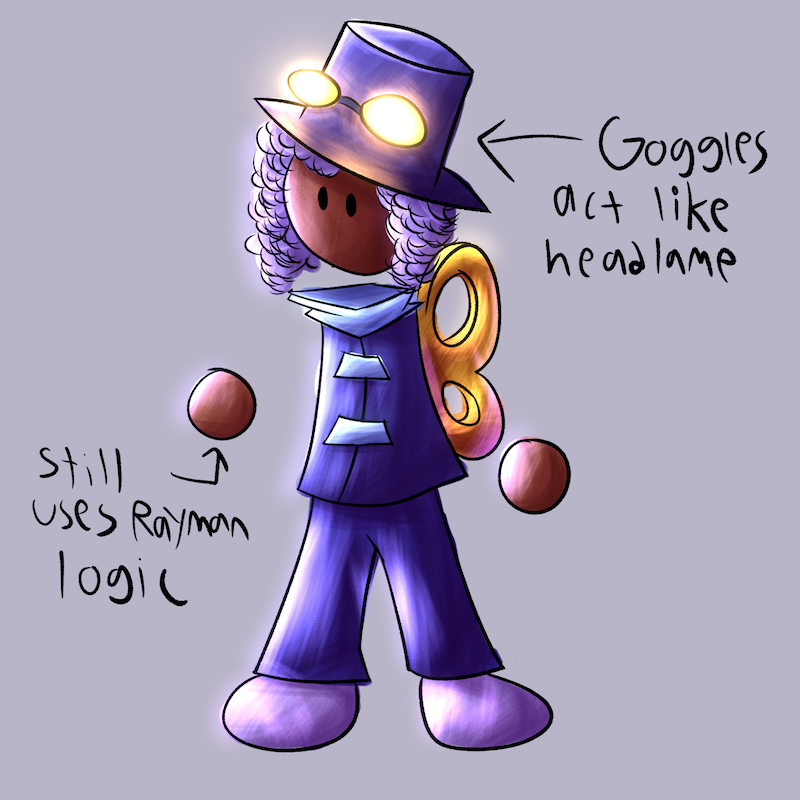 Goggles
act like
headlamp
still
uses Rayman
logic